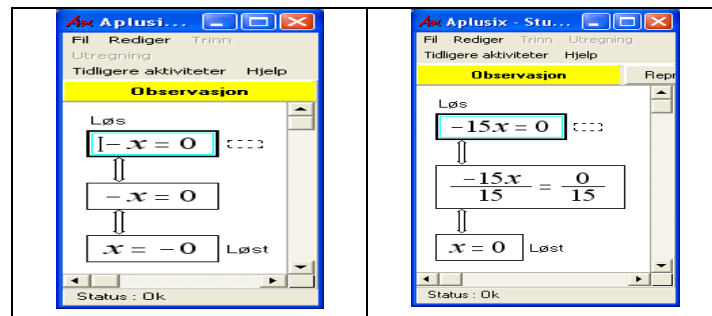 Aplusi...
Fil Rediger Trinn
Utregning
Tidligere aktiviteter Hjelp
Observasjon
Løs
- x = 0
- x = 0
x = - 0 Løst
Status : Ok
Aplusix - Stu...
Fil Rediger Trinn Utregning
Tidligere aktiviteter Hjelp
Observasjon Repr
Løs
-15x = 0
-15x/15 = 0/15
x = 0 Løst
Status : Ok